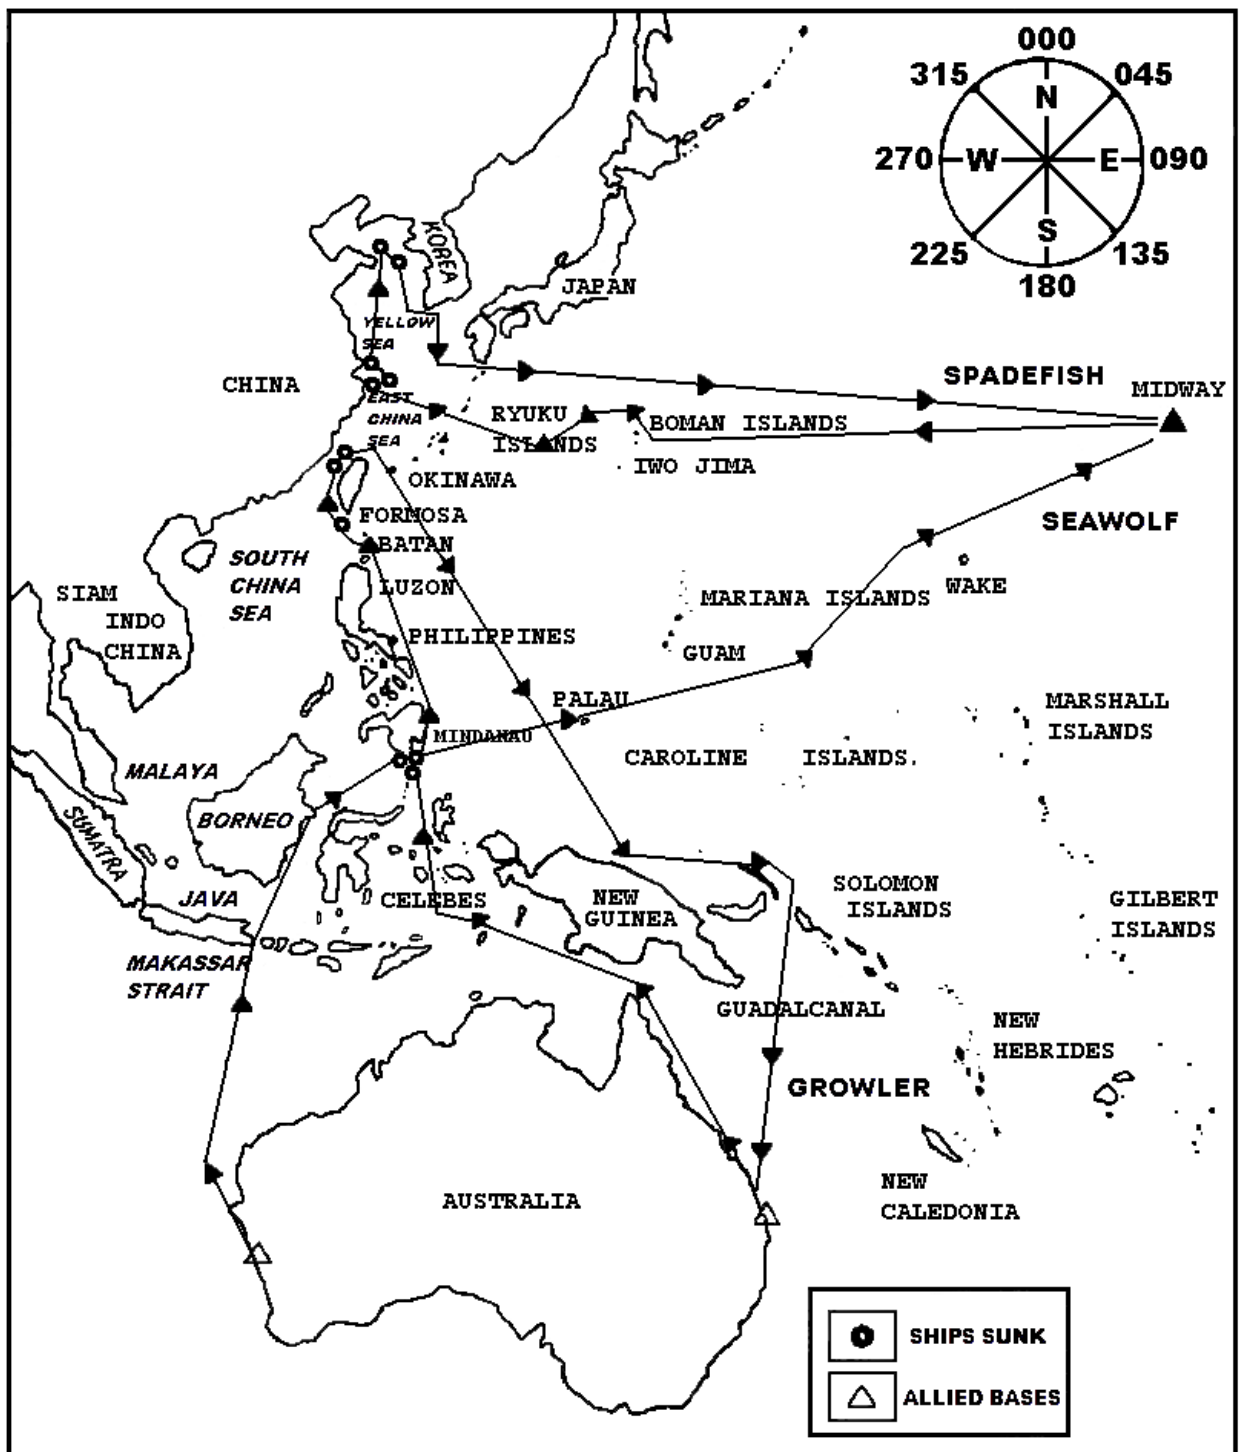 000
315
045
N
270
W
E
090
S
225
135
180
KOREA
JAPAN
YELLOW
SEA
CHINA
SPADEFISH
MIDWAY
EAST
CHINA
SEA
RYUKU
ISLANDS
BOMAN ISLANDS
IWO JIMA
OKINAWA
FORMOSA
SEAWOLF
BATAN
SOUTH
CHINA
SEA
LUZON
WAKE
SIAM
INDO
CHINA
MARIANA ISLANDS
PHILIPPINES
GUAM
PALAU
MARSHALL
ISLANDS
MINDANAU
CAROLINE ISLANDS.
MALAYA
BORNEO
SUMATRA
JAVA
CELEBES
NEW
GUINEA
SOLOMON
ISLANDS
GILBERT
ISLANDS
MAKASSAR
STRAIT
GUADALCANAL
NEW
HEBRIDES
GROWLER
AUSTRALIA
NEW
CALEDONIA
SHIPS SUNK
ALLIED BASES